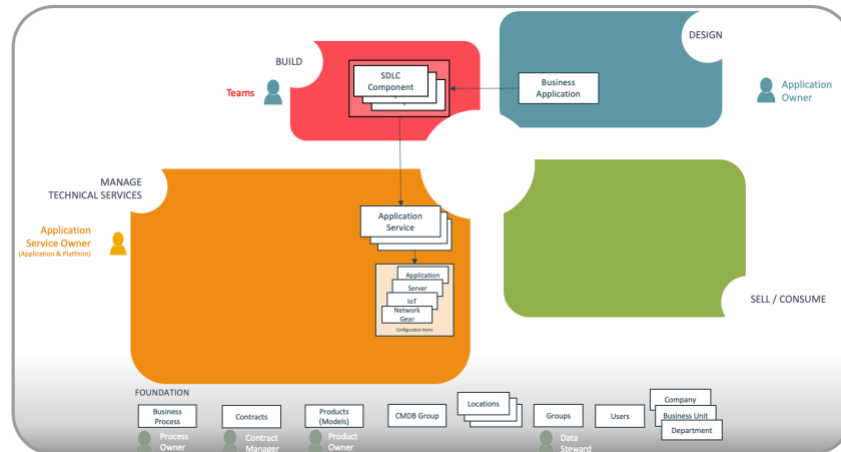 DESIGN
BUILD
SDLC
Component
Business
Application
Teams
Application
Owner
MANAGE
TECHNICAL SERVICES
Application
Service
Application
Service Owner
(Application & Platform)
Application
Server
IoT
Network
Gear
Configuration Items
SELL / CONSUME
FOUNDATION
Business
Process
Contracts
Products
(Models)
CMDB Group
Locations
Groups
Users
Company
Business Unit
Department
Process
Owner
Contract
Manager
Product
Owner
Data
Steward